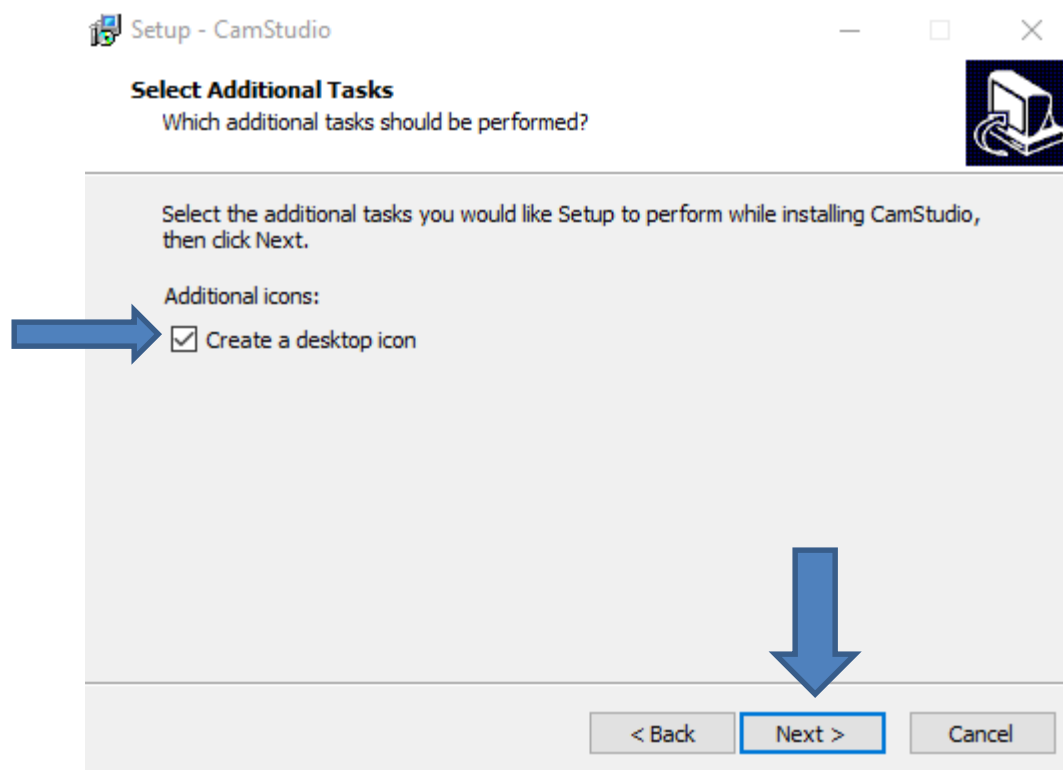 Setup - CamStudio
Select Additional Tasks
Which additional tasks should be performed?
Select the additional tasks you would like Setup to perform while installing CamStudio,
then click Next.
Additional icons:
Create a desktop icon
< Back Next > Cancel